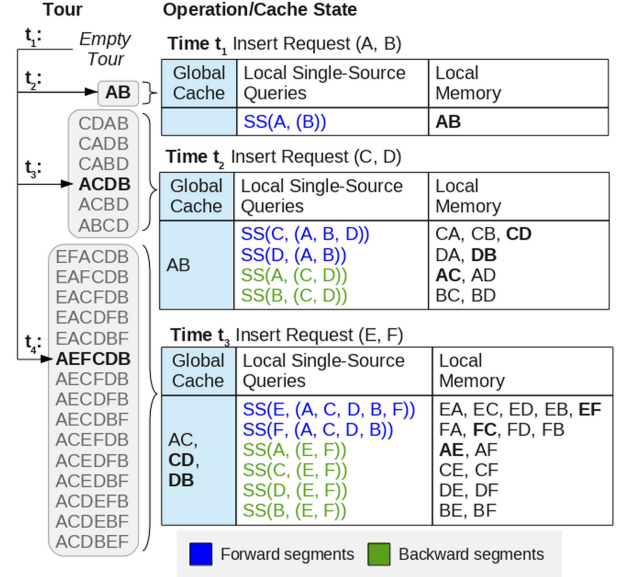 Tour
Operation/Cache State
t1:
Empty
Tour
t2:
AB
CDAB
CADB
CABD
t3:
ACDB
ACBD
ABCD
EFACDB
EAFCDB
EACFDB
EACDFB
EACDBF
t4:
AEFCDB
AECFDB
AECDFB
AECDBF
ACEFDB
ACEDFB
ACEDBF
ACDEFB
ACDEBF
ACDBEF
Time t1 Insert Request (A, B)
Global Cache
Local Single-Source Queries
Local Memory
SS(A, (B))
AB
Time t2 Insert Request (C, D)
Global Cache
Local Single-Source Queries
Local Memory
AB
SS(C, (A, B, D))
CA, CB, CD
SS(D, (A, B))
DA, DB
SS(A, (C, D))
AC, AD
SS(B, (C, D))
BC, BD
Time t3 Insert Request (E, F)
Global Cache
Local Single-Source Queries
Local Memory
AC,
CD,
DB
SS(E, (A, C, D, B, F))
EA, EC, ED, EB, EF
SS(F, (A, C, D, B))
FA, FC, FD, FB
SS(A, (E, F))
AE, AF
SS(C, (E, F))
CE, CF
SS(D, (E, F))
DE, DF
SS(B, (E, F))
BE, BF
Forward segments
Backward segments